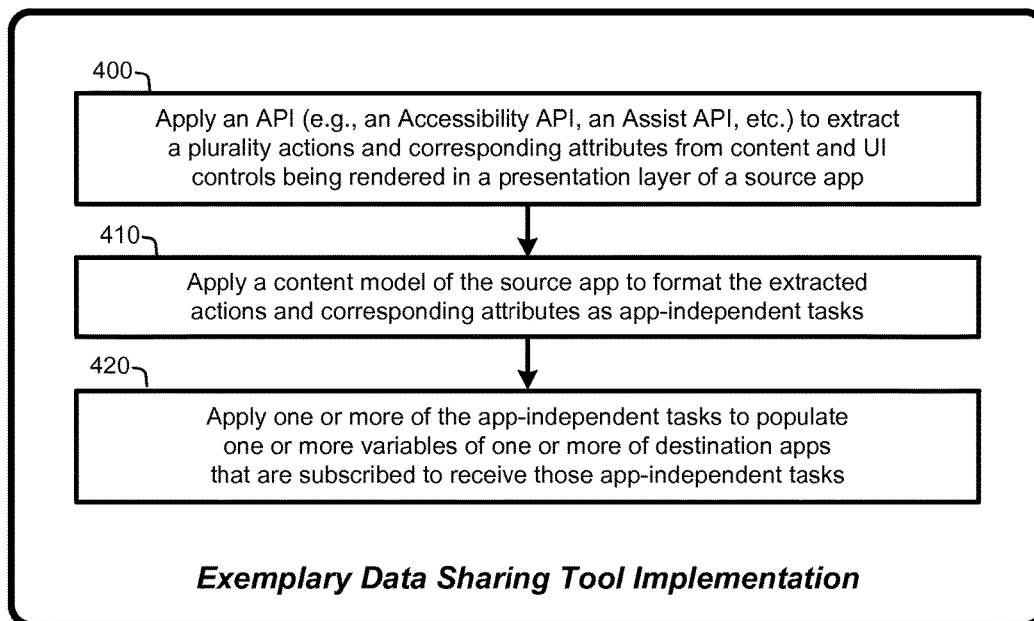 400
Apply an API (e.g., an Accessibility API, an Assist API, etc.) to extract
a plurality actions and corresponding attributes from content and UI
controls being rendered in a presentation layer of a source app
410
Apply a content model of the source app to format the extracted
actions and corresponding attributes as app-independent tasks
420
Apply one or more of the app-independent tasks to populate
one or more variables of one or more of destination apps
that are subscribed to receive those app-independent tasks
Exemplary Data Sharing Tool Implementation